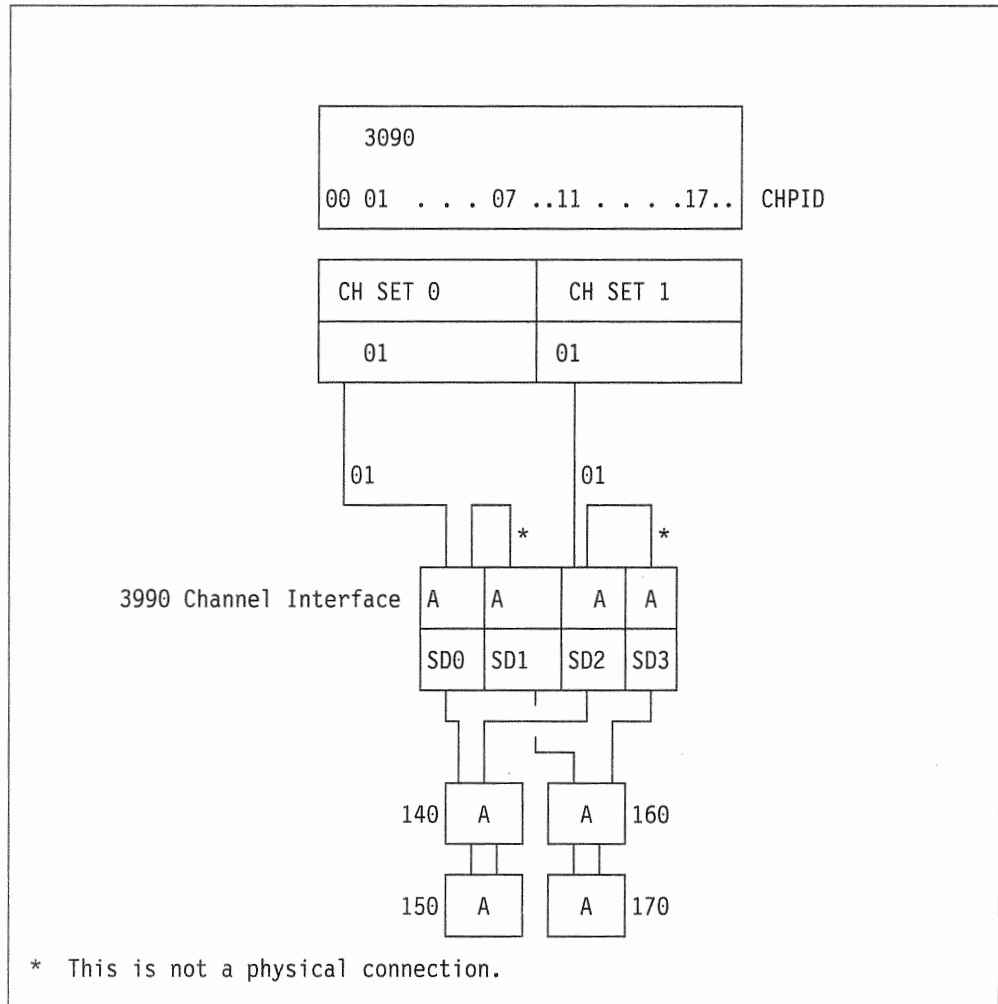 3090
00 01 . . . 07 ..11 . . . .17.. CHPID
CH SET 0 CH SET 1
01 01
01 01
* *
3990 Channel Interface A A A A
SD0 SD1 SD2 SD3
140 A A 160
150 A A 170
* This is not a physical connection.